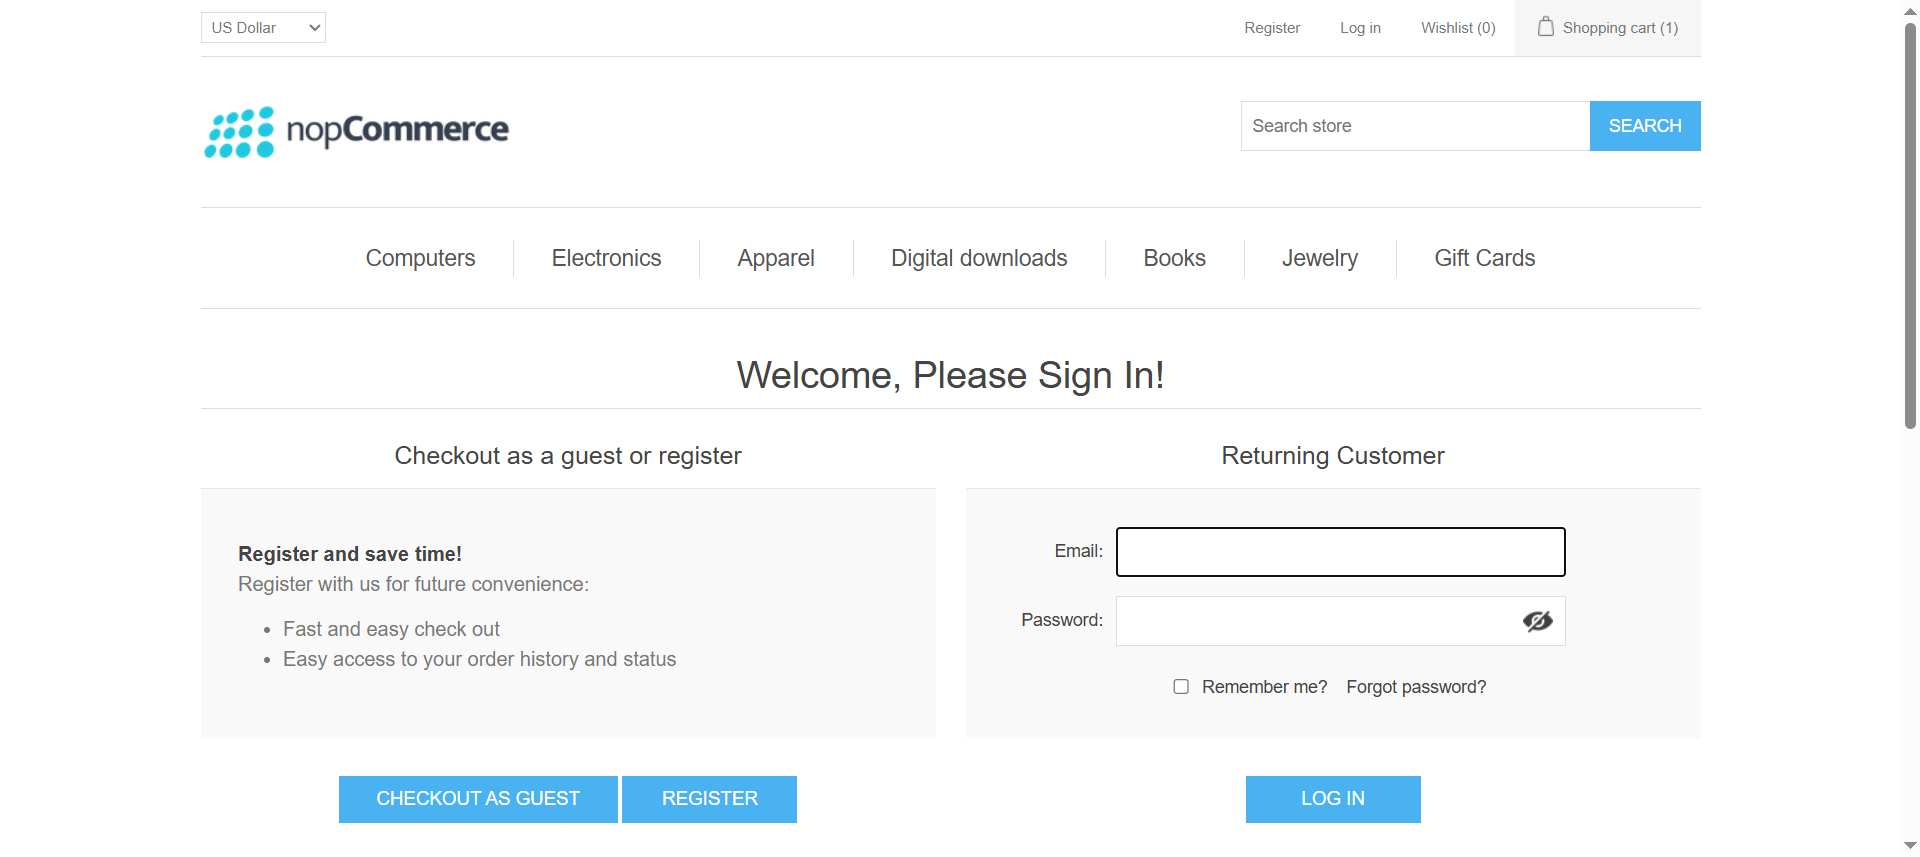 US Dollar Register Log in Wishlist (0) Shopping cart (1)
nopCommerce Search store SEARCH
Computers Electronics Apparel Digital downloads Books Jewelry Gift Cards
Welcome, Please Sign In!
Checkout as a guest or register
Register and save time!
Register with us for future convenience:
• Fast and easy check out
• Easy access to your order history and status
CHECKOUT AS GUEST REGISTER
Returning Customer
Email:
Password:
Remember me? Forgot password?
LOG IN